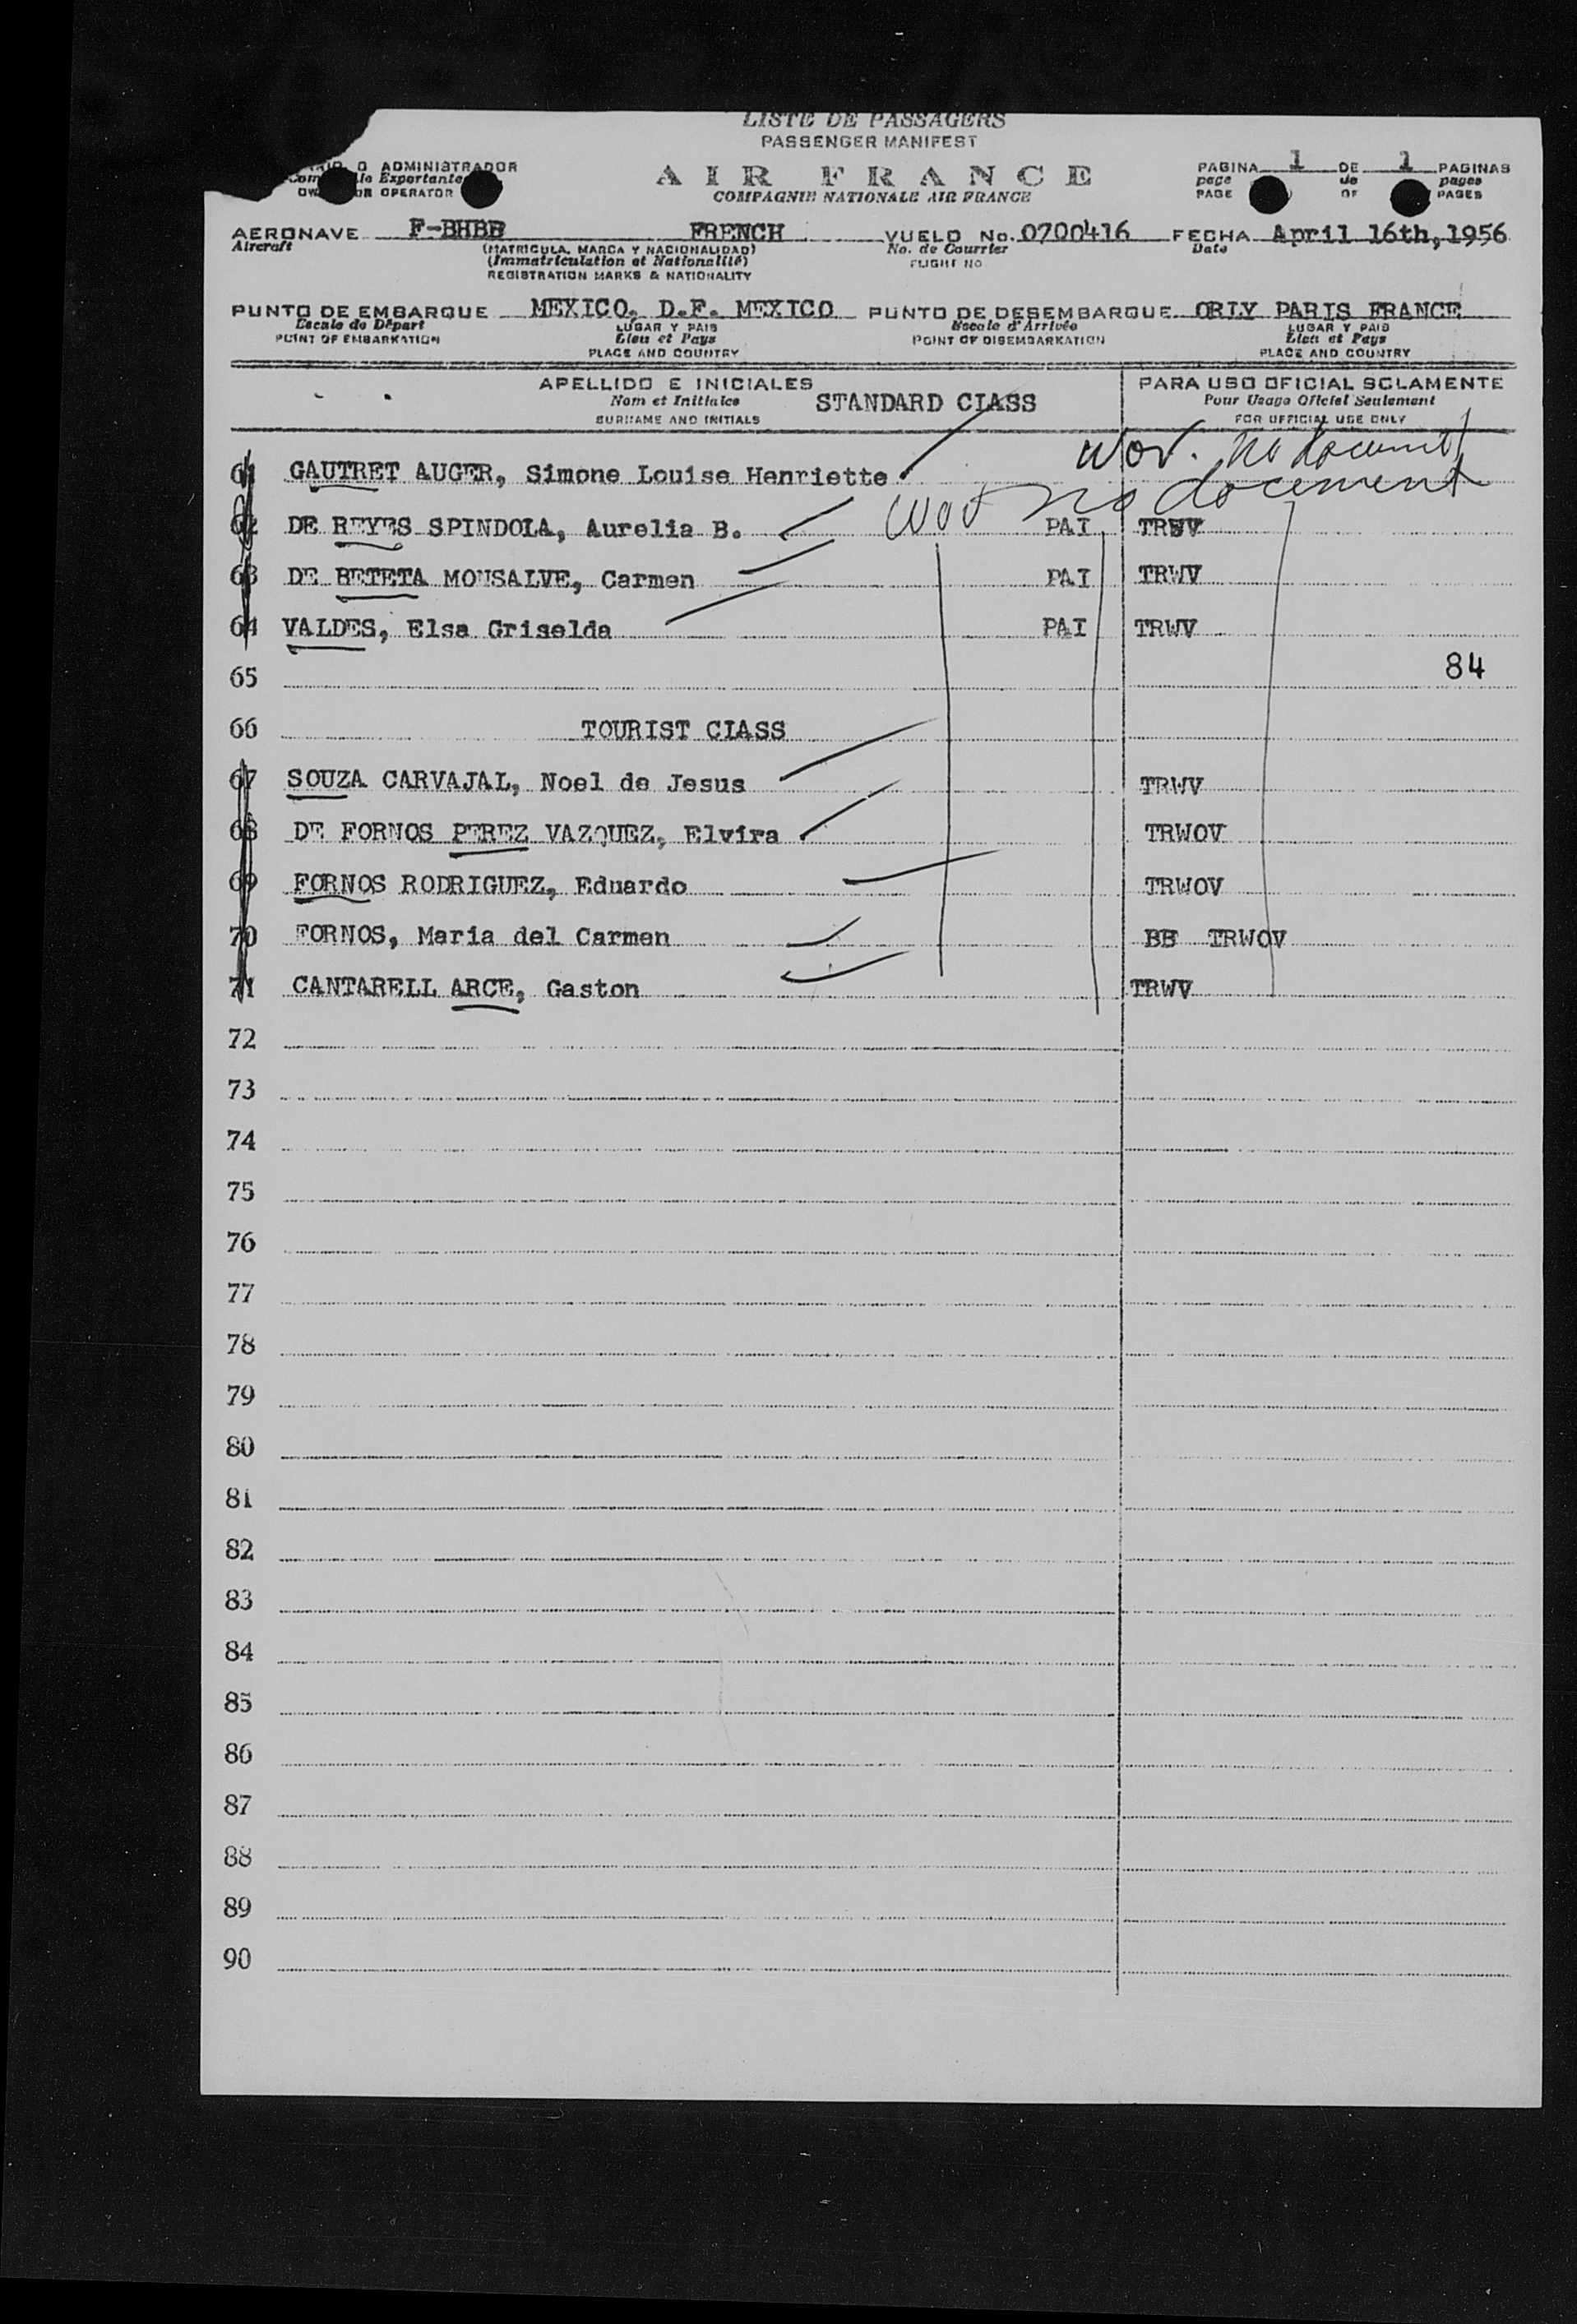 LISTE DE PASSAGERS
PASSENGER MANIFEST
O ADMINISTRADOR
Exportante
OR OPERATOR
AIR FRANCE
COMPAGNIE NATIONALE AIR FRANCE
PAGINA 1 DE 1 PAGINAS
page de pages
PAGE OF PAGES
AERONAVE F-BHBB FRENCH VUELO No. 0700416 FECHA April 16th, 1956
Aircraft (MATRICULA, MARCA Y NACIONALIDAD) No. de Courrier Date
(Immatriculation et Nationalité) FLIGHT NO
REGISTRATION MARKS & NATIONALITY
PUNTO DE EMBARQUE MEXICO, D.F. MEXICO PUNTO DE DESEMBARQUE ORLY PARIS FRANCE
Escale de Départ LUGAR Y PAIS Escale d'Arrivée LUGAR Y PAIS
POINT OF EMBARKATION Lieu et Pays POINT OF DISEMBARKATION Lieu et Pays
PLACE AND COUNTRY PLACE AND COUNTRY
APELLIDO E INICIALES PARA USO OFICIAL SOLAMENTE
Nom et Initiales STANDARD CLASS Pour Usage Officiel Seulement
SURNAME AND INITIALS FOR OFFICIAL USE ONLY
wov. no document
61 GAUTRET AUGER, Simone Louise Henriette
wov no document
62 DE REYES SPINDOLA, Aurelia B. PAI TRWV
63 DE BETETA MONSALVE, Carmen PAI TRWV
64 VALDES, Elsa Griselda PAI TRWV
84
65
66 TOURIST CLASS
67 SOUZA CARVAJAL, Noel de Jesus TRWV
68 DE FORNOS PEREZ VAZQUEZ, Elvira TRWOV
69 FORNOS RODRIGUEZ, Eduardo TRWOV
70 FORNOS, Maria del Carmen BB TRWOV
71 CANTARELL ARCE, Gaston TRWV
72
73
74
75
76
77
78
79
80
81
82
83
84
85
86
87
88
89
90